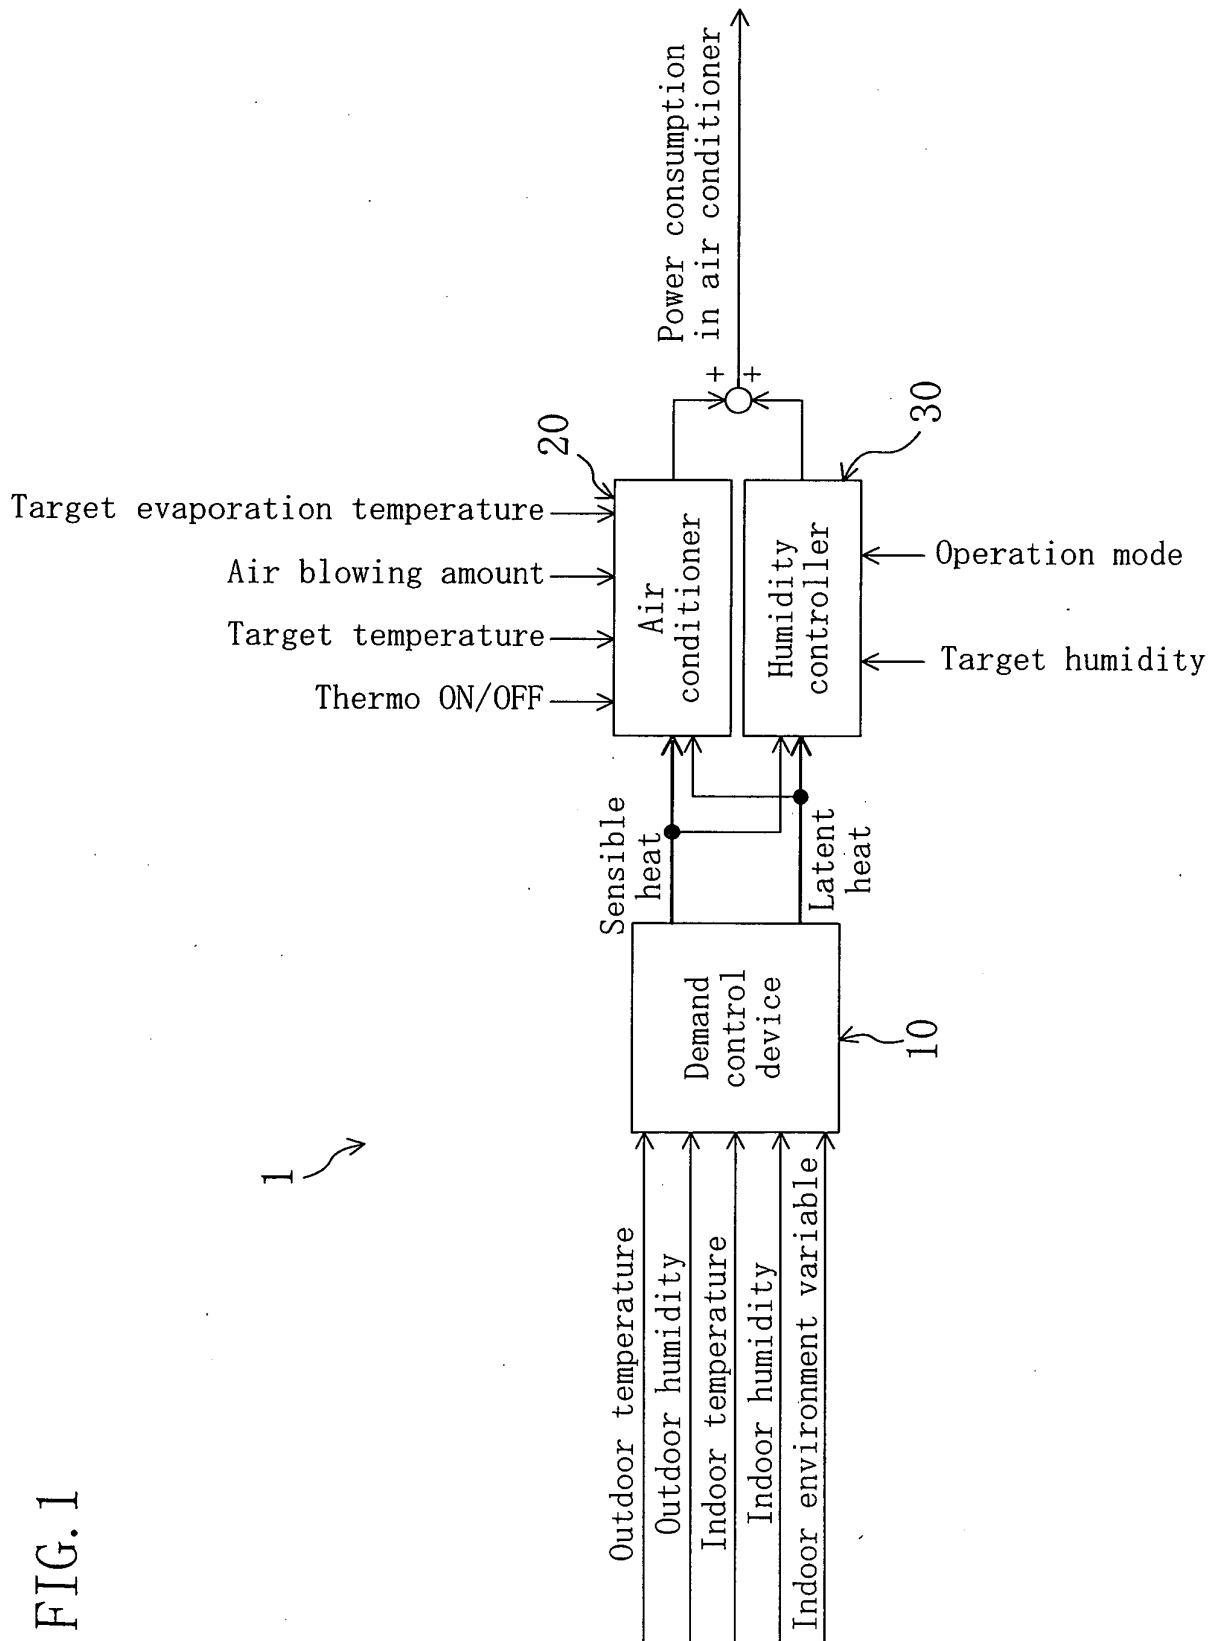 FIG. 1
1
Outdoor temperature
Outdoor humidity
Indoor temperature
Indoor humidity
Indoor environment variable
Demand
control
device
10
Sensible
heat
Latent
heat
Thermo ON/OFF
Target temperature
Air blowing amount
Target evaporation temperature
20
Air
conditioner
Humidity
controller
30
Target humidity
Operation mode
+
+
Power consumption
in air conditioner